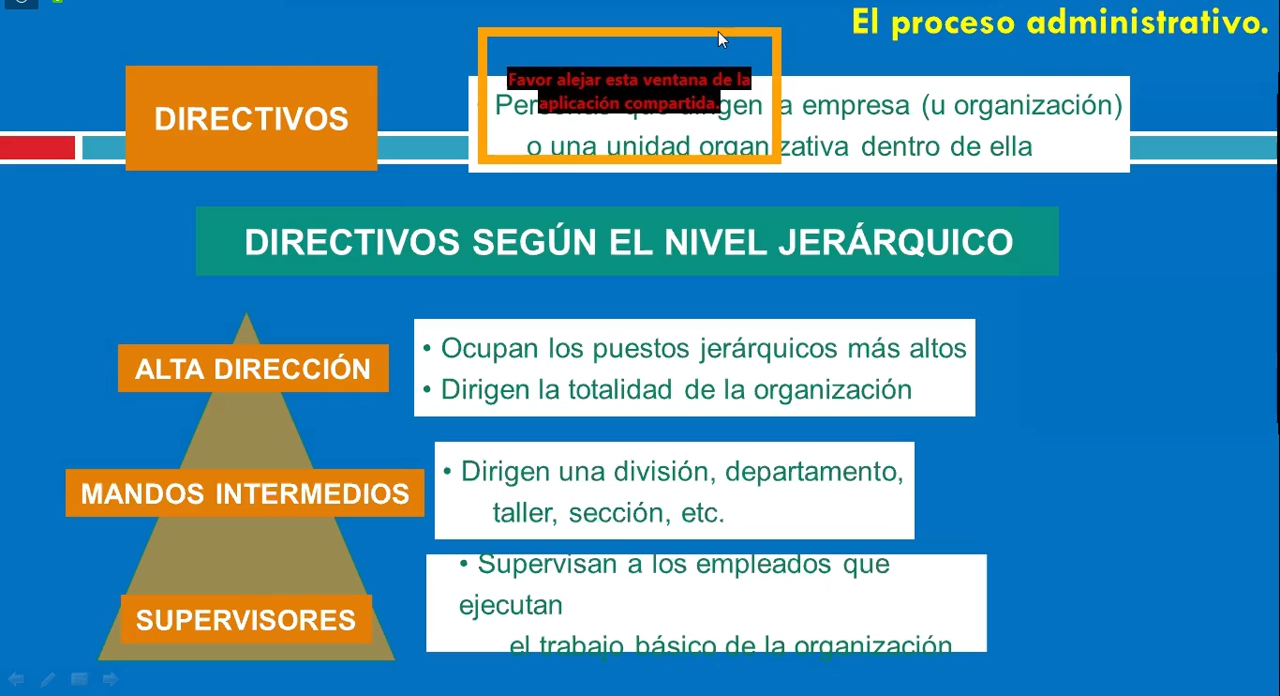 El proceso administrativo.
Favor alejar esta ventana de la
aplicación compartida.
DIRECTIVOS
la empresa (u organización)
o una unidad organizativa dentro de ella
DIRECTIVOS SEGÚN EL NIVEL JERÁRQUICO
ALTA DIRECCIÓN
• Ocupan los puestos jerárquicos más altos
• Dirigen la totalidad de la organización
MANDOS INTERMEDIOS
• Dirigen una división, departamento,
taller, sección, etc.
• Supervisan a los empleados que
ejecutan
el trabajo básico de la organización
SUPERVISORES